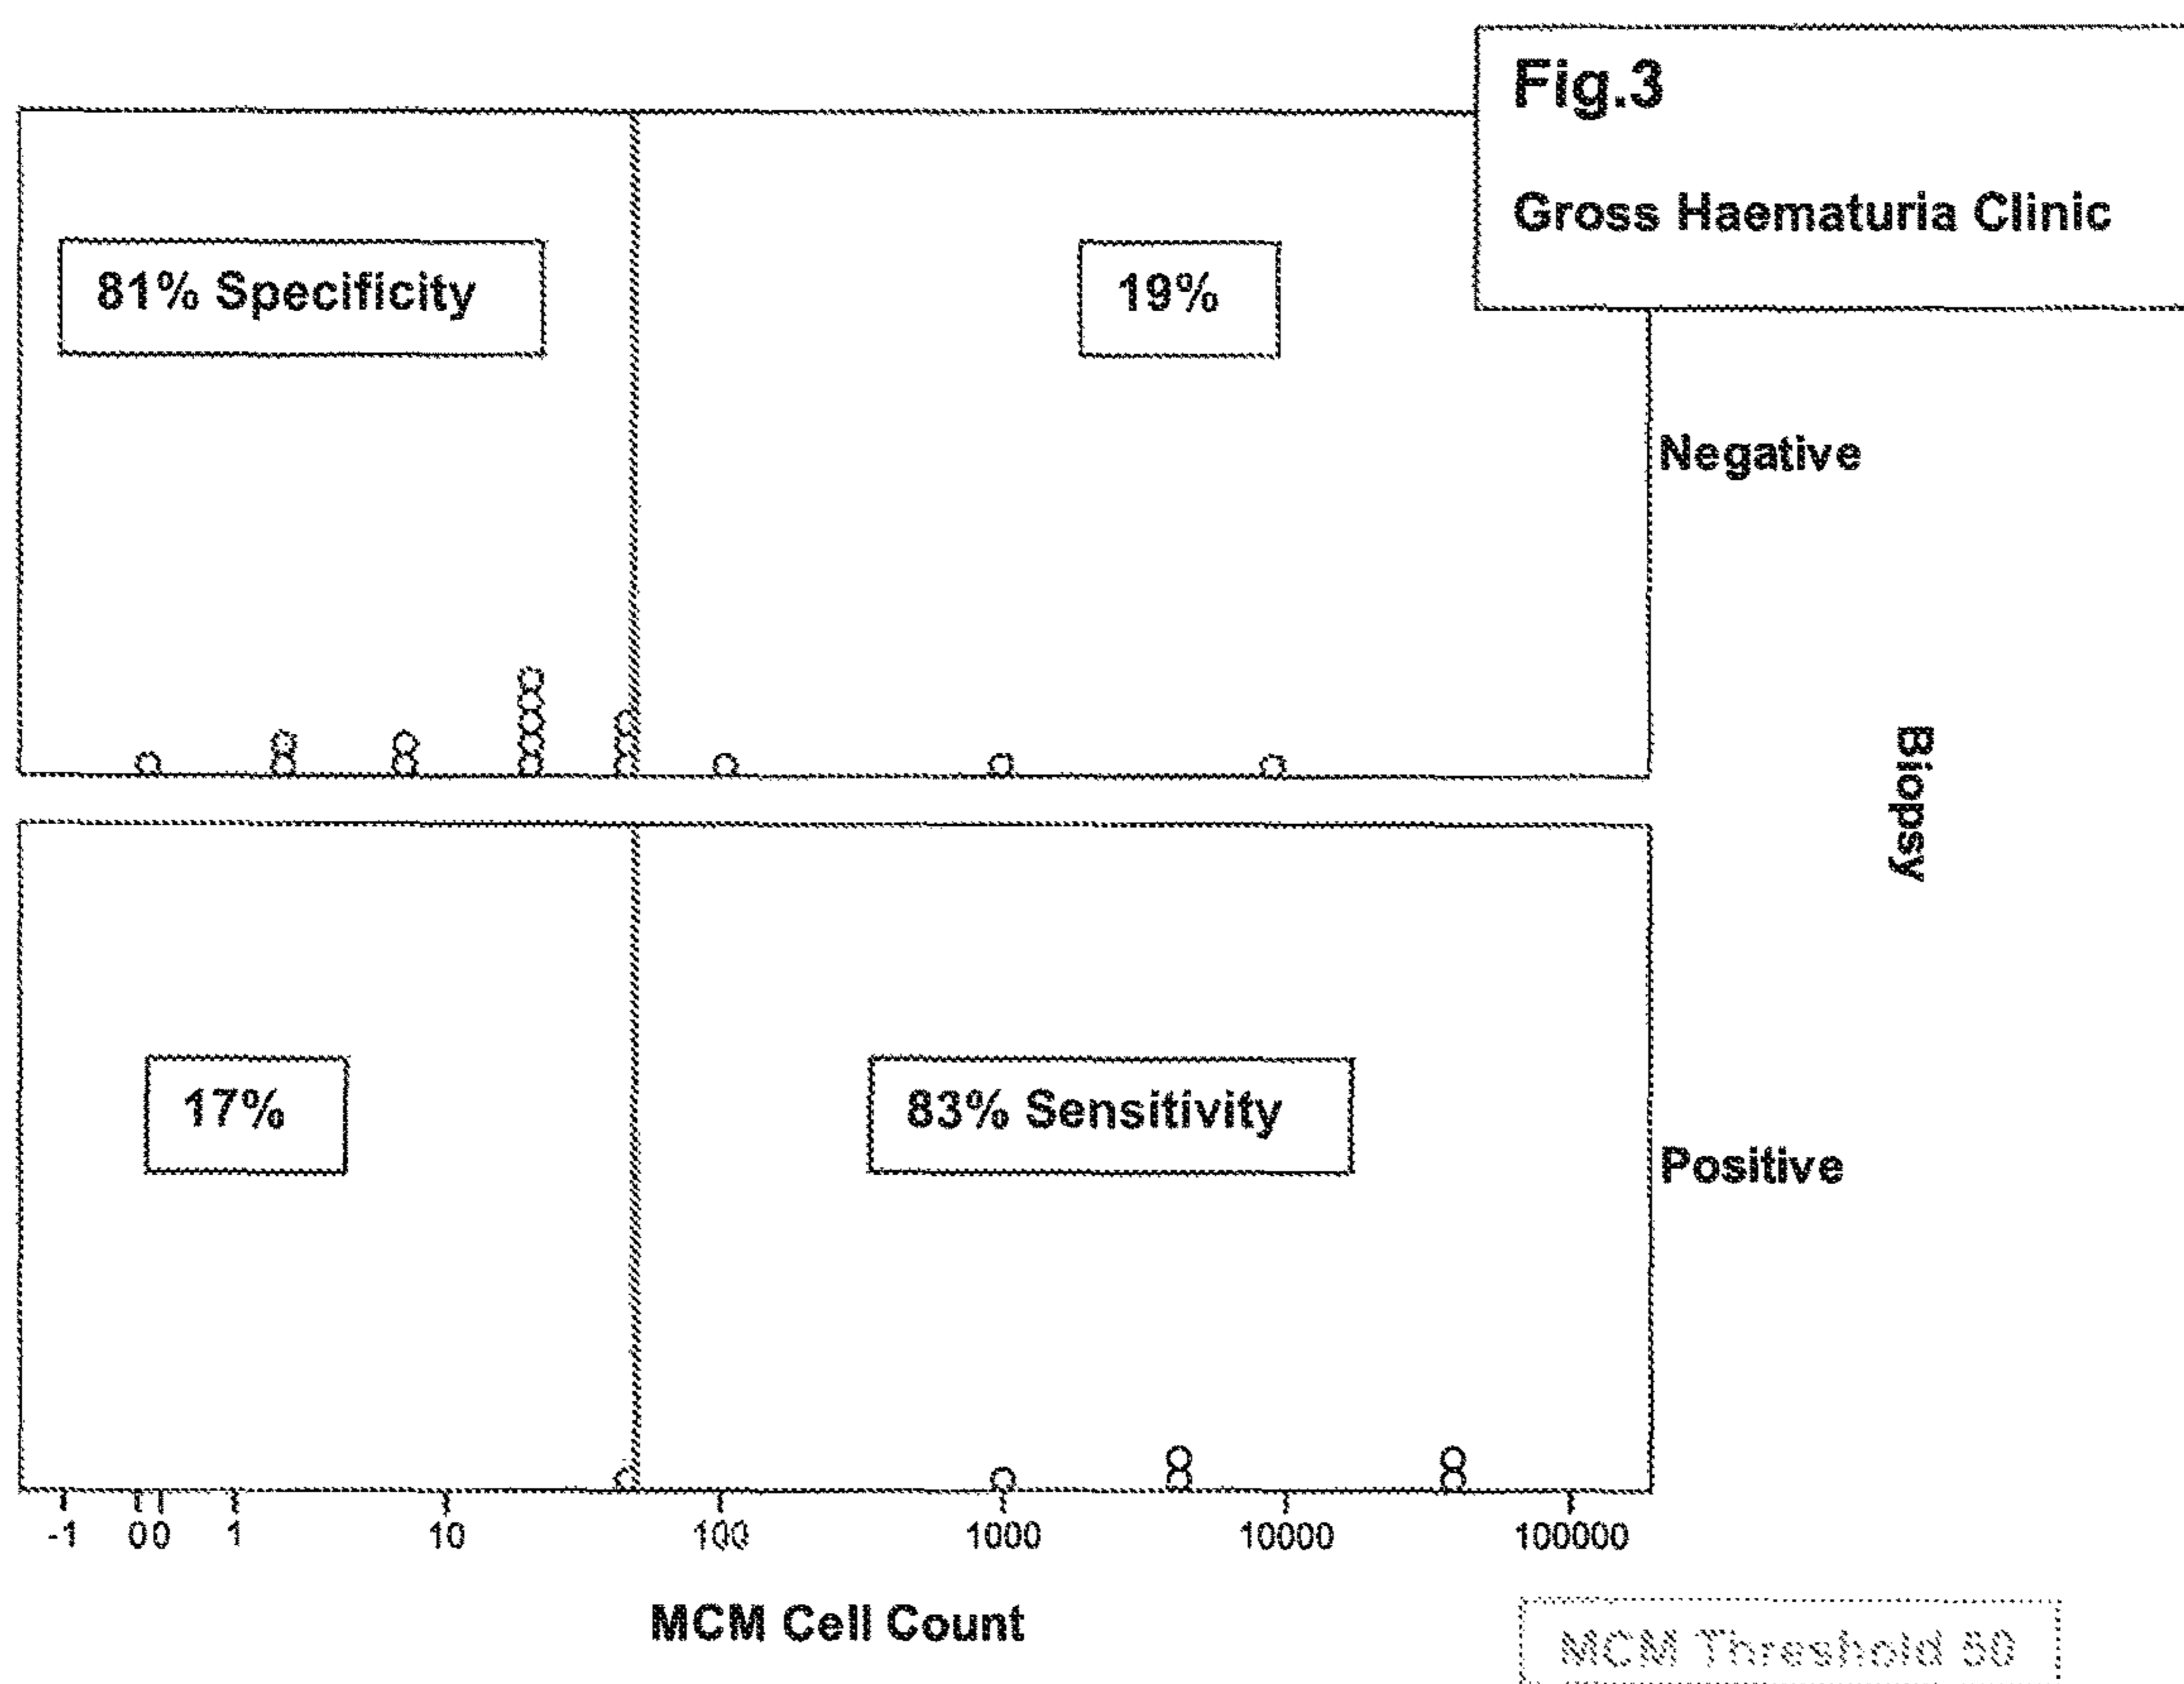 Fig.3
Gross Haematuria Clinic
81% Specificity
19%
Negative
Biopsy
17%
83% Sensitivity
Positive
-1 00 1 10 100 1000 10000 100000
MCM Cell Count
MCM Threshold 50